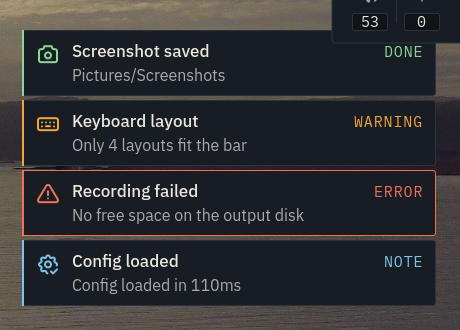 53 0
Screenshot saved DONE
Pictures/Screenshots
Keyboard layout WARNING
Only 4 layouts fit the bar
Recording failed ERROR
No free space on the output disk
Config loaded NOTE
Config loaded in 110ms